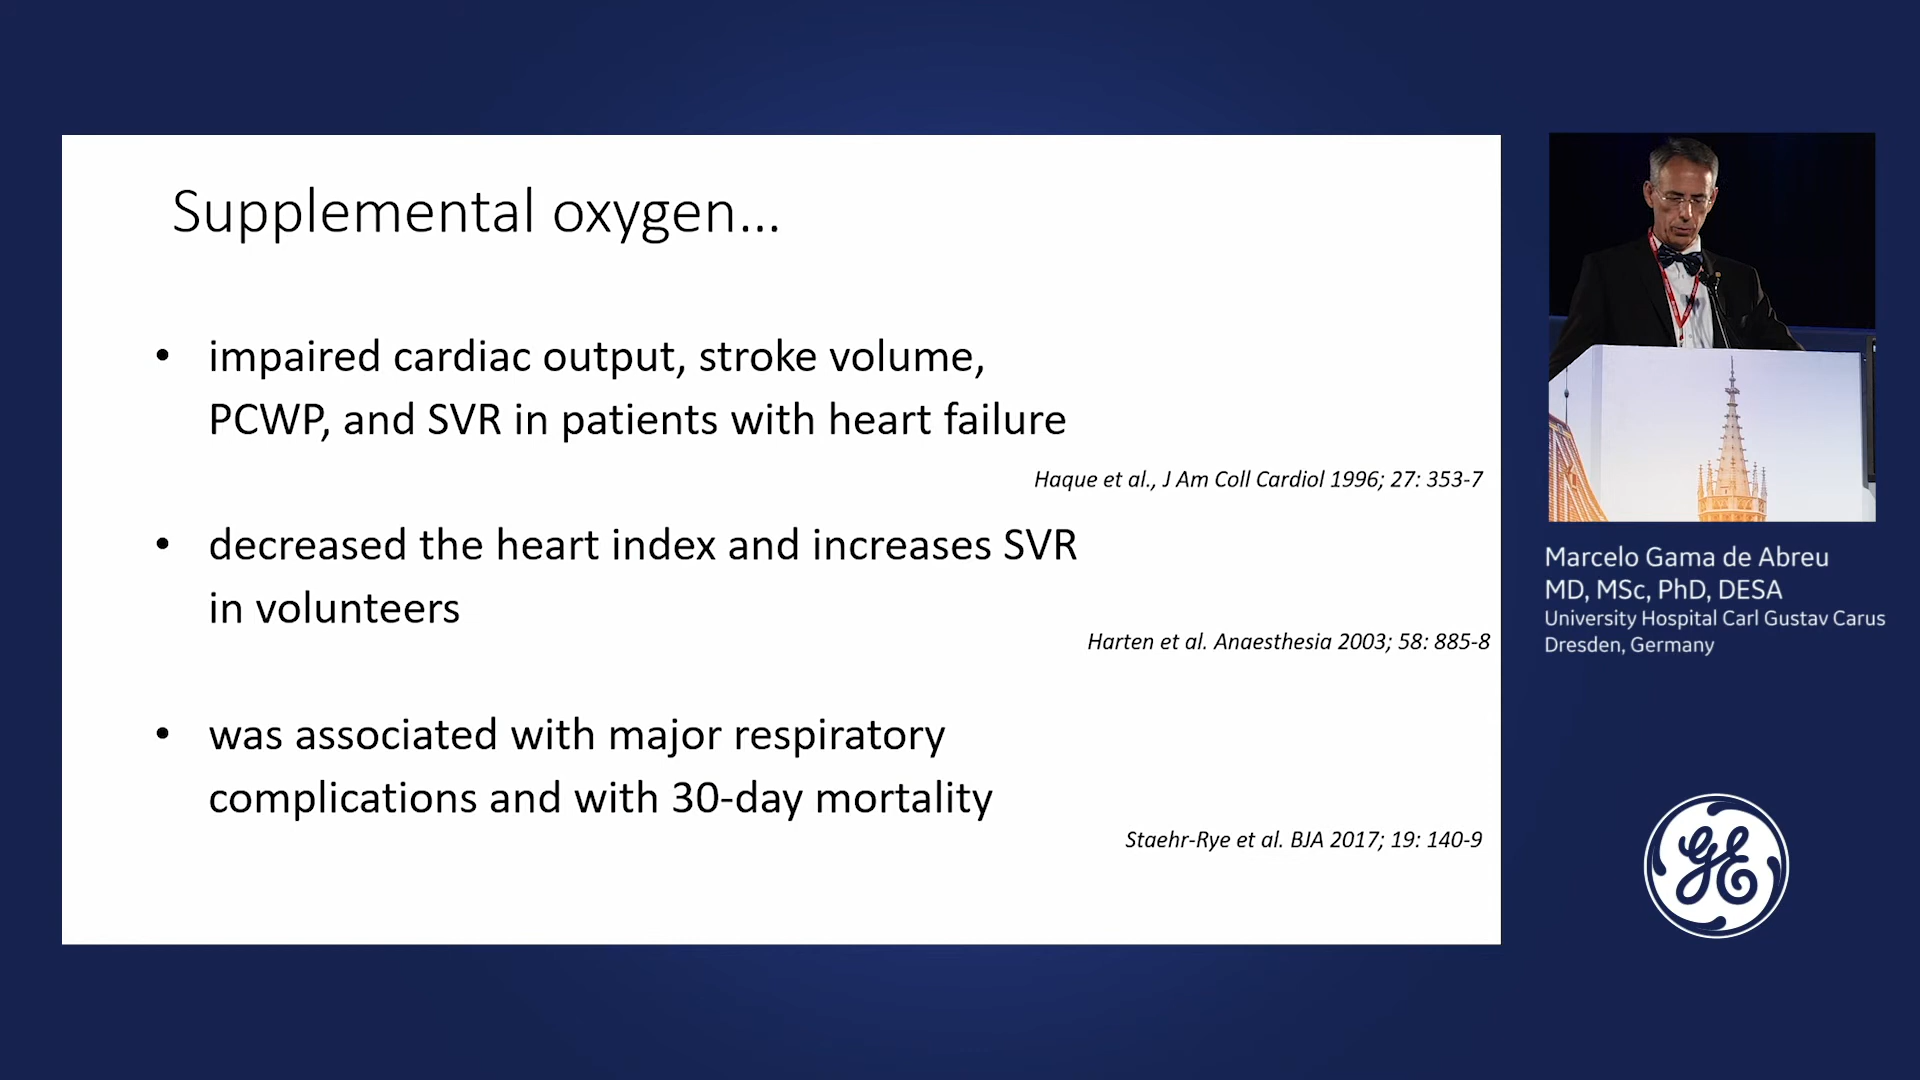 Supplemental oxygen...
• impaired cardiac output, stroke volume,
PCWP, and SVR in patients with heart failure
Haque et al., J Am Coll Cardiol 1996; 27: 353-7
• decreased the heart index and increases SVR
in volunteers
Harten et al. Anaesthesia 2003; 58: 885-8
• was associated with major respiratory
complications and with 30-day mortality
Staehr-Rye et al. BJA 2017; 19: 140-9
Marcelo Gama de Abreu
MD, MSc, PhD, DESA
University Hospital Carl Gustav Carus
Dresden, Germany
GE